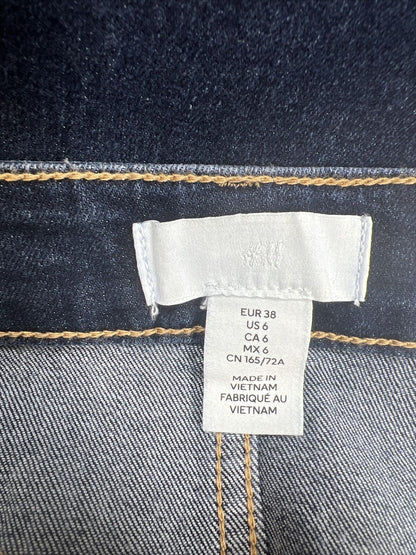 H&M
EUR 38
US 6
CA 6
MX 6
CN 165/72A
MADE IN
VIETNAM
FABRIQUÉ AU
VIETNAM